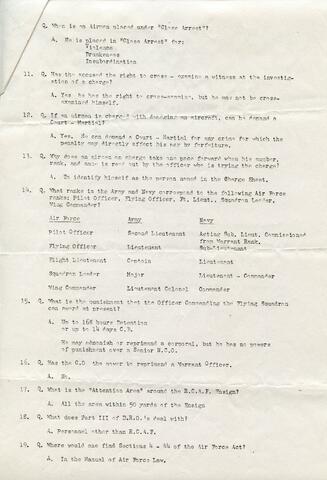 Q. When is an Airman placed under "Close Arrest"?
A. He is placed in "Close Arrest" for:
Violence
Drunkeness
Insubordination
11. Q. Has the accused the right to cross - examine a witness at the investigat-
ion of a charge?
A. Yes, he has the right to cross-examine, but he may not be cross-
examined himself.
12. Q. If an airman is charged with damaging an aircraft, can he demand a
Court - Martial?
A. Yes. He can demand a Court - Martial for any crime for which the
penalty may directly affect his pay by forfeiture.
13. Q. Why does an airman on charge take one pace forward when his number,
rank, and name is read out by the officer who is trying the charge?
A. To identify himself as the person named in the Charge Sheet.
14. Q. What ranks in the Army and Navy correspond to the following Air Force
ranks: Pilot Officer, Flying Officer, Ft. Lieut., Squadron Leader,
Wing Commander?
Air Force Army Navy
Pilot Officer Second Lieutenant Acting Sub. Lieut. Commissioned
from Warrant Rank.
Flying Officer Lieutenant Sub-Lieutenant
Flight Lieutenant Captain Lieutenant
Squadron Leader Major Lieutenant - Commander
Wing Commander Lieutenant Colonel Commander
15. Q. What is the punishment that the Officer Commanding the Flying Squadron
can award at present?
A. Up to 168 hours Detention
or up to 14 days C.B.
He may admonish or reprimand a corporal, but he has no powers
of punishment over a Senior N.C.O.
16. Q. Has the C.O the power to reprimand a Warrant Officer.
A. No.
17. Q. What is the "Attention Area" around the R.C.A.F. Ensign?
A. All the area within 50 yards of the Ensign
18. Q. What does Part III of D.R.O.'s deal with?
A. Personnel other than R.C.A.F.
19. Q. Where would one find Sections 4 - 44 of the Air Force Act?
A. In the Manual of Air Force Law.